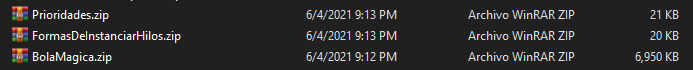 Prioridades.zip 6/4/2021 9:13 PM Archivo WinRAR ZIP 21 KB
FormasDeInstanciarHilos.zip 6/4/2021 9:13 PM Archivo WinRAR ZIP 20 KB
BolaMagica.zip 6/4/2021 9:12 PM Archivo WinRAR ZIP 6,950 KB